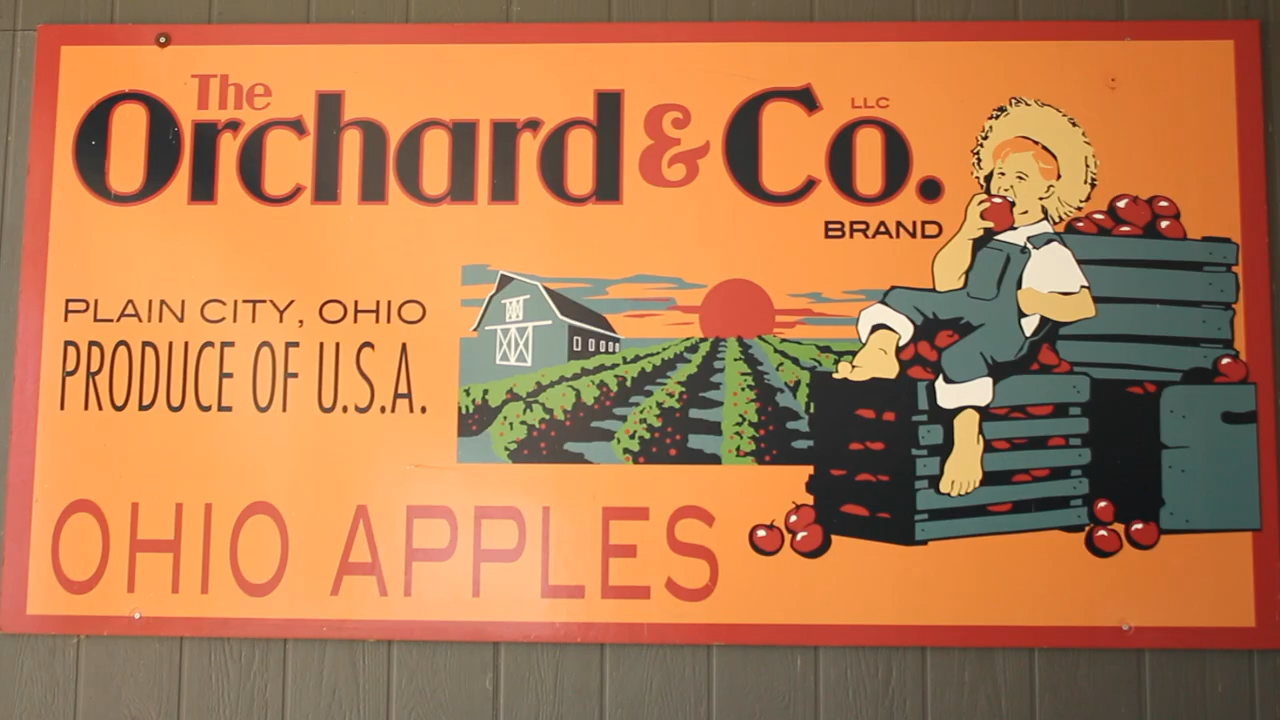 The
Orchard & Co. LLC
BRAND
PLAIN CITY, OHIO
PRODUCE OF U.S.A.
OHIO APPLES